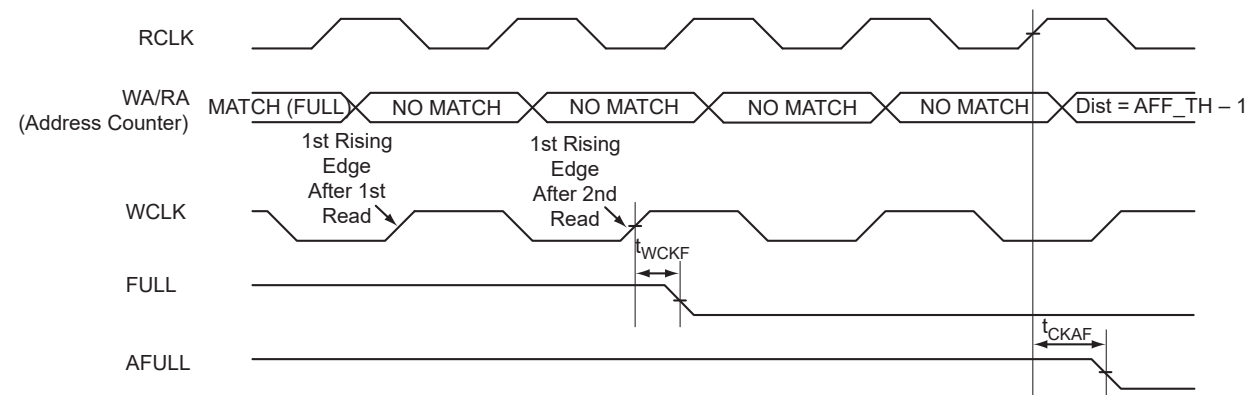 RCLK
WA/RA
(Address Counter)
MATCH (FULL)
NO MATCH
NO MATCH
NO MATCH
NO MATCH
Dist = AFF_TH – 1
1st Rising
Edge
After 1st
Read
1st Rising
Edge
After 2nd
Read
WCLK
tWCKF
FULL
tCKAF
AFULL